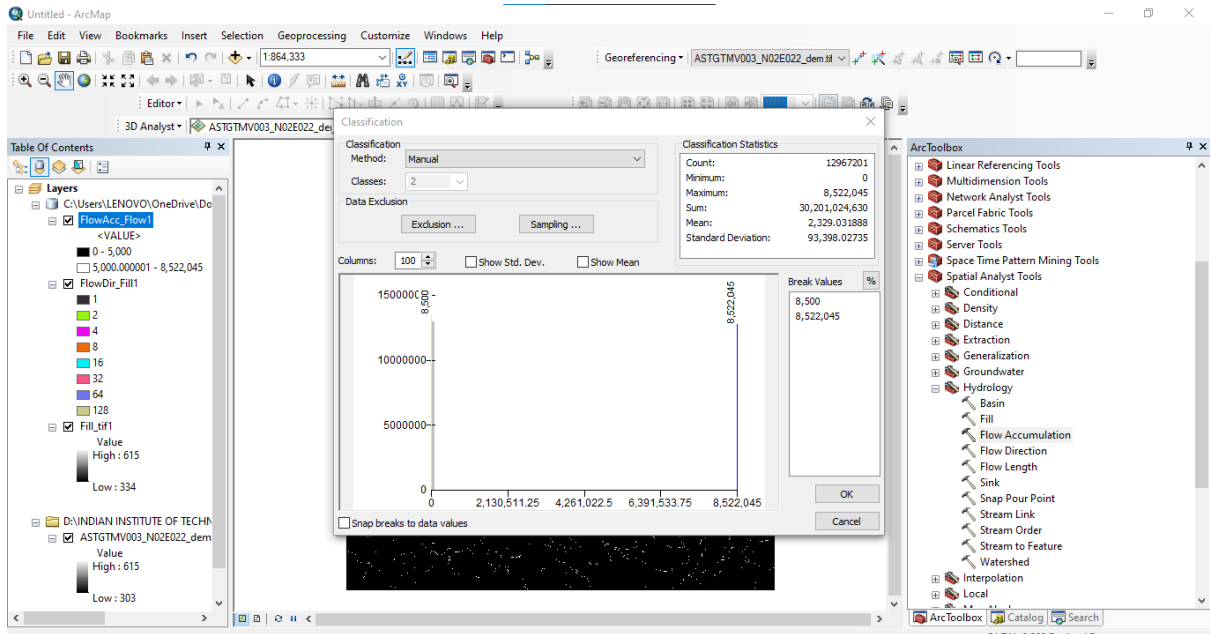 Untitled - ArcMap
File Edit View Bookmarks Insert Selection Geoprocessing Customize Windows Help
1:864,333
Georeferencing
ASTGTMV003_N02E022_dem.tif
Editor
3D Analyst
ASTGTMV003_N02E022_de
Table Of Contents
Layers
C:\Users\LENOVO\OneDrive\Do
FlowAcc_Flow1
<VALUE>
0 - 5,000
5,000.000001 - 8,522,045
FlowDir_Fill1
1
2
4
8
16
32
64
128
Fill_tif1
Value
High : 615
Low : 334
D:\INDIAN INSTITUTE OF TECHN
ASTGTMV003_N02E022_dem
Value
High : 615
Low : 303
Classification
Classification
Method: Manual
Classes: 2
Data Exclusion
Exclusion ...
Sampling ...
Classification Statistics
Count: 12967201
Minimum: 0
Maximum: 8,522,045
Sum: 30,201,024,630
Mean: 2,329.031888
Standard Deviation: 93,398.02735
Columns: 100
Show Std. Dev.
Show Mean
Break Values
%
8,500
8,522,045
8,500
8,522,045
1500000
10000000
5000000
0
0 2,130,511.25 4,261,022.5 6,391,533.75 8,522,045
Snap breaks to data values
OK
Cancel
ArcToolbox
Linear Referencing Tools
Multidimension Tools
Network Analyst Tools
Parcel Fabric Tools
Schematics Tools
Server Tools
Space Time Pattern Mining Tools
Spatial Analyst Tools
Conditional
Density
Distance
Extraction
Generalization
Groundwater
Hydrology
Basin
Fill
Flow Accumulation
Flow Direction
Flow Length
Sink
Snap Pour Point
Stream Link
Stream Order
Stream to Feature
Watershed
Interpolation
Local
ArcToolbox
Catalog
Search